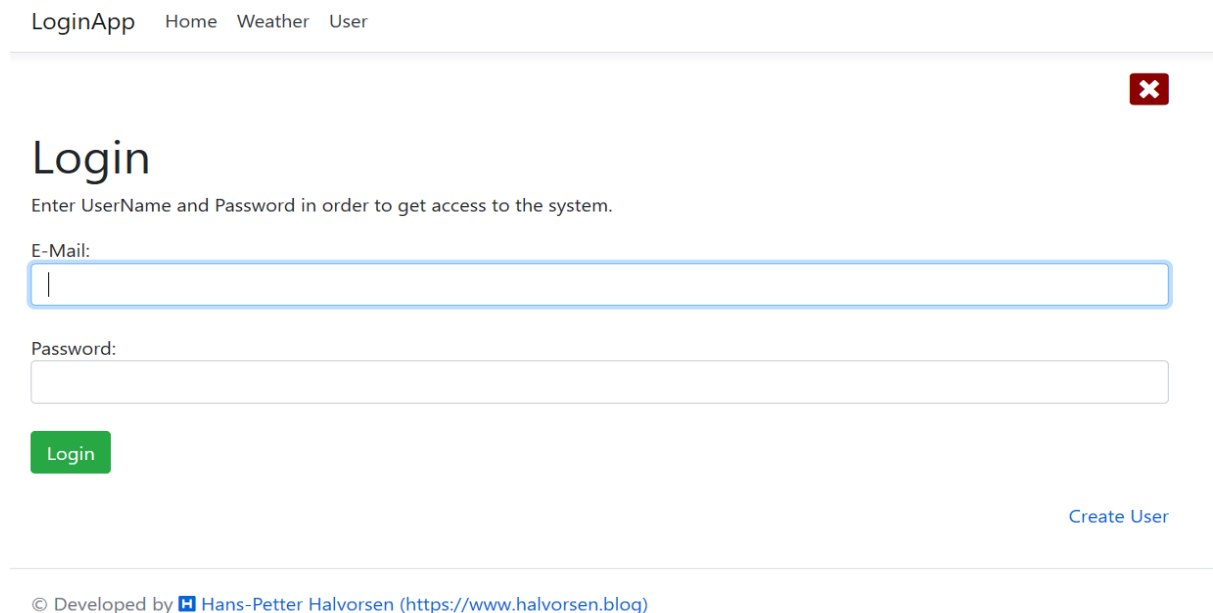 LoginApp Home Weather User
Login
Enter UserName and Password in order to get access to the system.
E-Mail:
Password:
Login
Create User
© Developed by H Hans-Petter Halvorsen (https://www.halvorsen.blog)